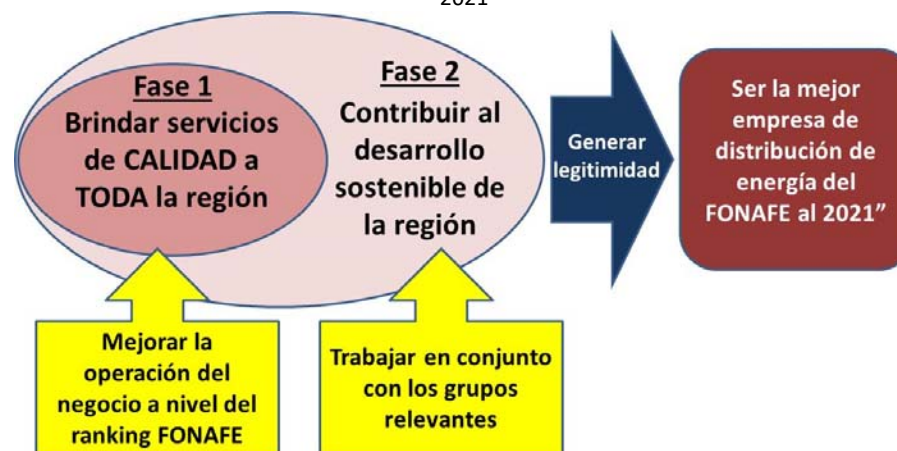 2021
Fase 1
Brindar servicios
de CALIDAD a
TODA la región
Fase 2
Contribuir al
desarrollo
sostenible de
la región
Generar
legitimidad
Ser la mejor
empresa de
distribución de
energía del
FONAFE al 2021”
Mejorar la
operación del
negocio a nivel del
ranking FONAFE
Trabajar en conjunto
con los grupos
relevantes